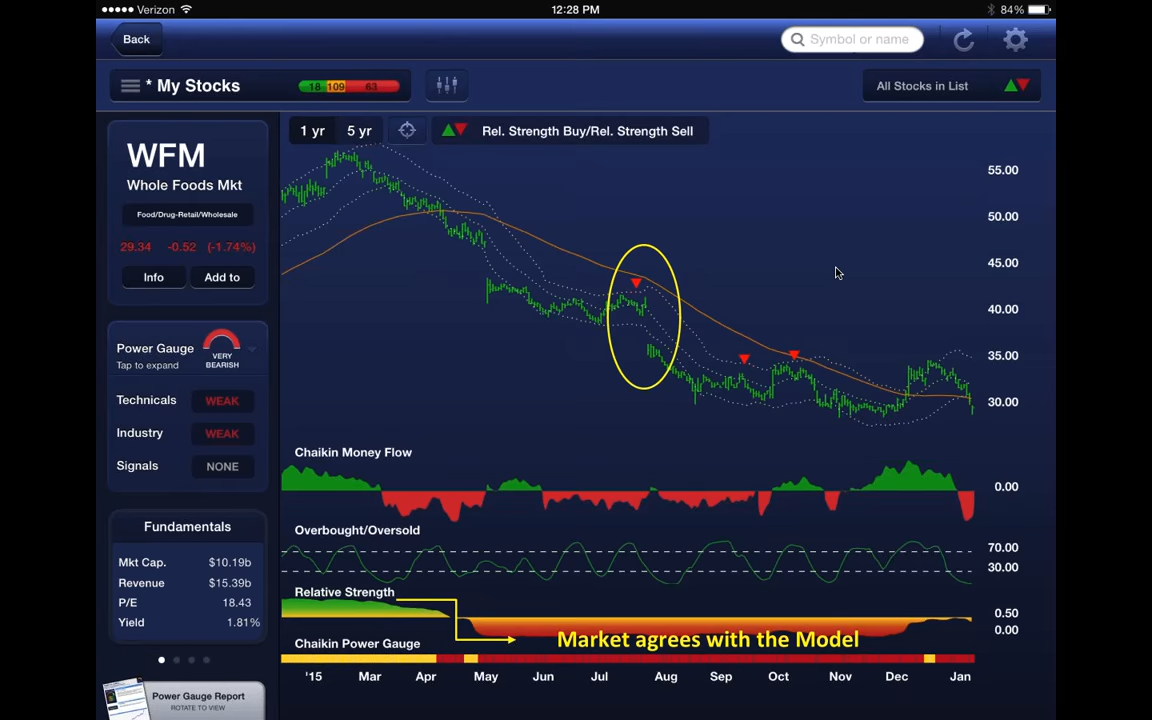 Verizon 12:28 PM 84%
Back Symbol or name
* My Stocks 18 109 63 All Stocks in List
1 yr 5 yr Rel. Strength Buy/Rel. Strength Sell
WFM
Whole Foods Mkt
Food/Drug-Retail/Wholesale
29.34 -0.52 (-1.74%)
Info Add to
Power Gauge
Tap to expand
VERY
BEARISH
Technicals WEAK
Industry WEAK
Signals NONE
Fundamentals
Mkt Cap. $10.19b
Revenue $15.39b
P/E 18.43
Yield 1.81%
Power Gauge Report
ROTATE TO VIEW
55.00
50.00
45.00
40.00
35.00
30.00
Chaikin Money Flow
0.00
Overbought/Oversold
70.00
30.00
Relative Strength
0.50
0.00
Market agrees with the Model
Chaikin Power Gauge
'15 Mar Apr May Jun Jul Aug Sep Oct Nov Dec Jan